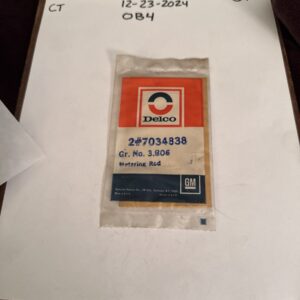 CT
12-23-2024
OB4
Delco
2#7034838
Gr. No. 3.806
Metering Rod
GM